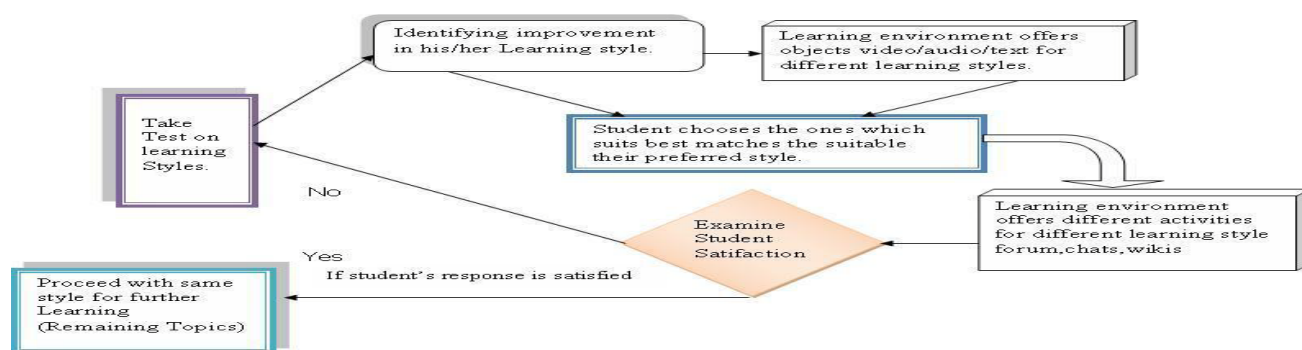 Identifying improvement
in his/her Learning style.
Learning environment offers
objects video/audio/text for
different learning styles.
Take
Test on
learning
Styles.
Student chooses the ones which
suits best matches the suitable
their preferred style.
No
Learning environment
offers different activities
for different learning style
forum,chats,wikis
Examine
Student
Satifaction
Yes
If student's response is satisfied
Proceed with same
style for further
Learning
(Remaining Topics)